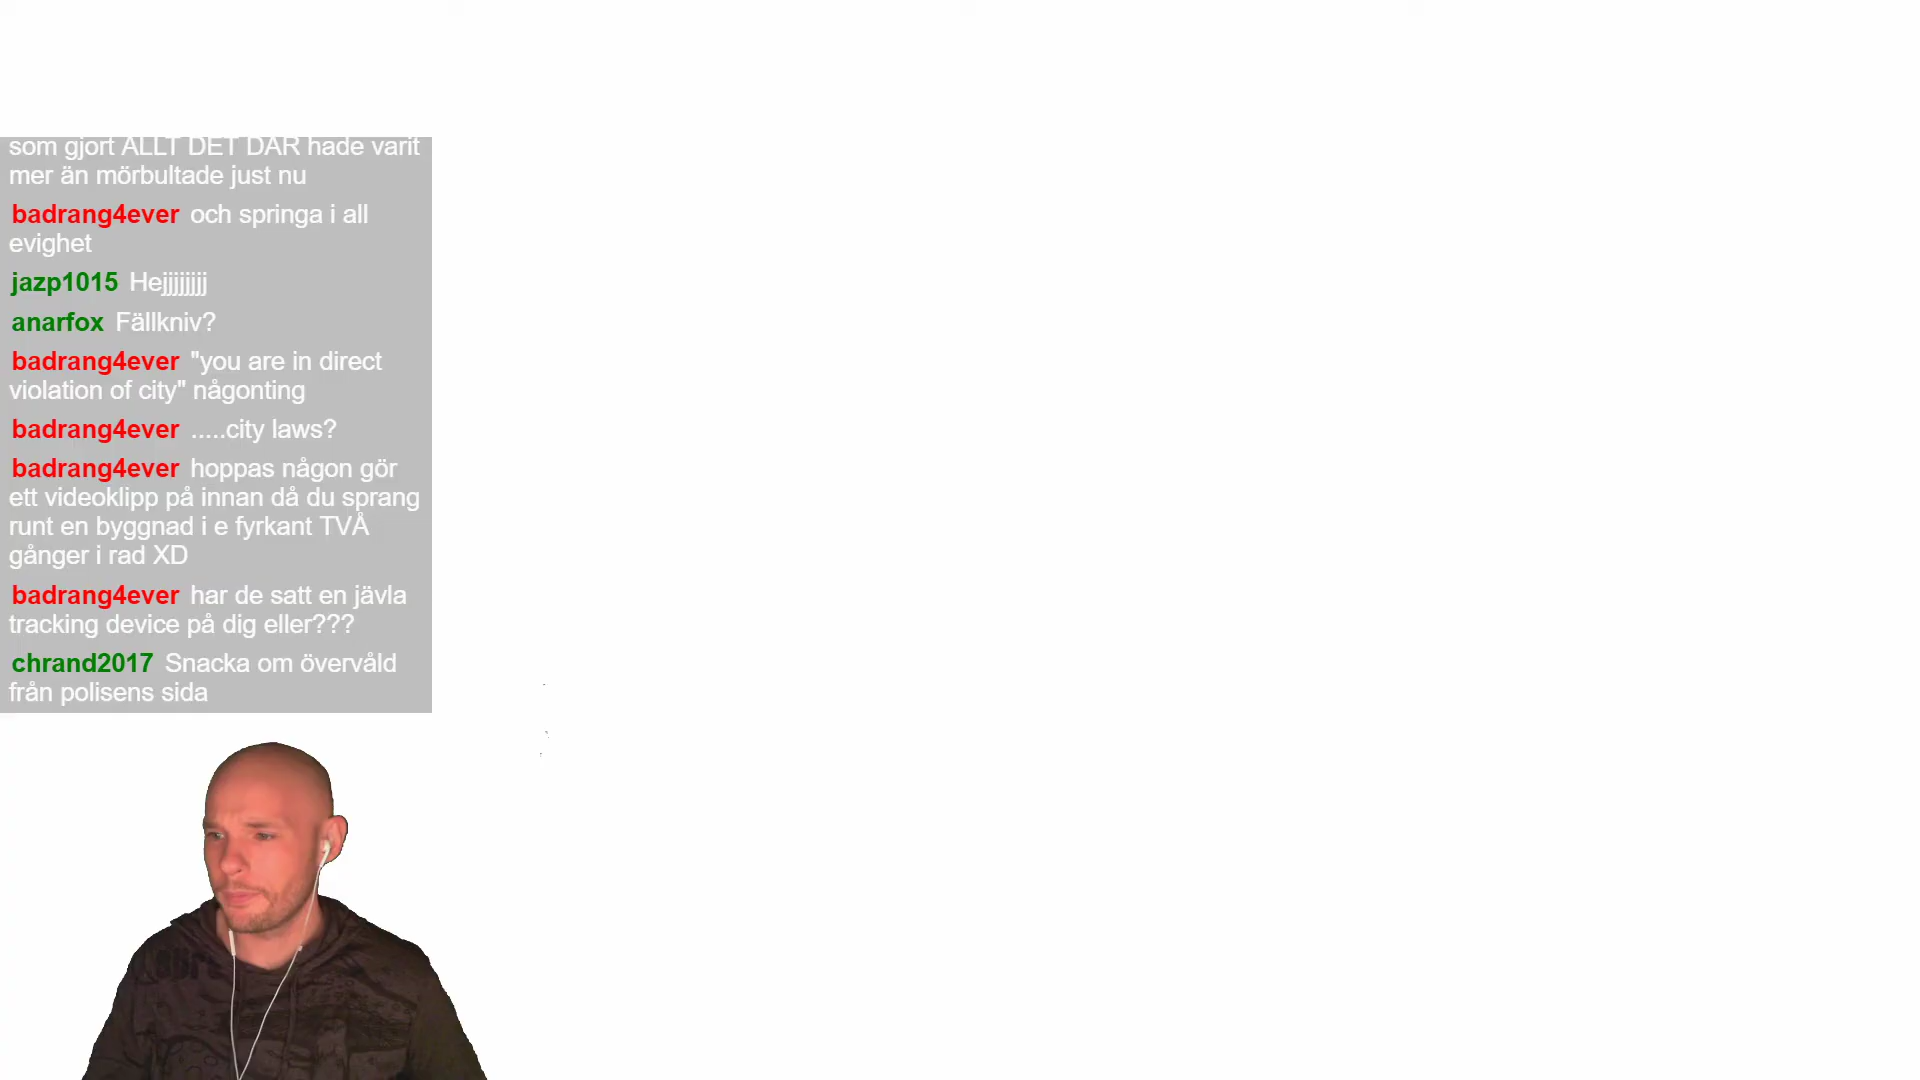 som gjort ALLT DET DÄR hade varit
mer än mörbultade just nu
badrang4ever och springa i all
evighet
jazp1015 Hejjjjjjjj
anarfox Fällkniv?
badrang4ever "you are in direct
violation of city" någonting
badrang4ever .....city laws?
badrang4ever hoppas någon gör
ett videoklipp på innan då du sprang
runt en byggnad i e fyrkant TVÅ
gånger i rad XD
badrang4ever har de satt en jävla
tracking device på dig eller???
chrand2017 Snacka om övervåld
från polisens sida